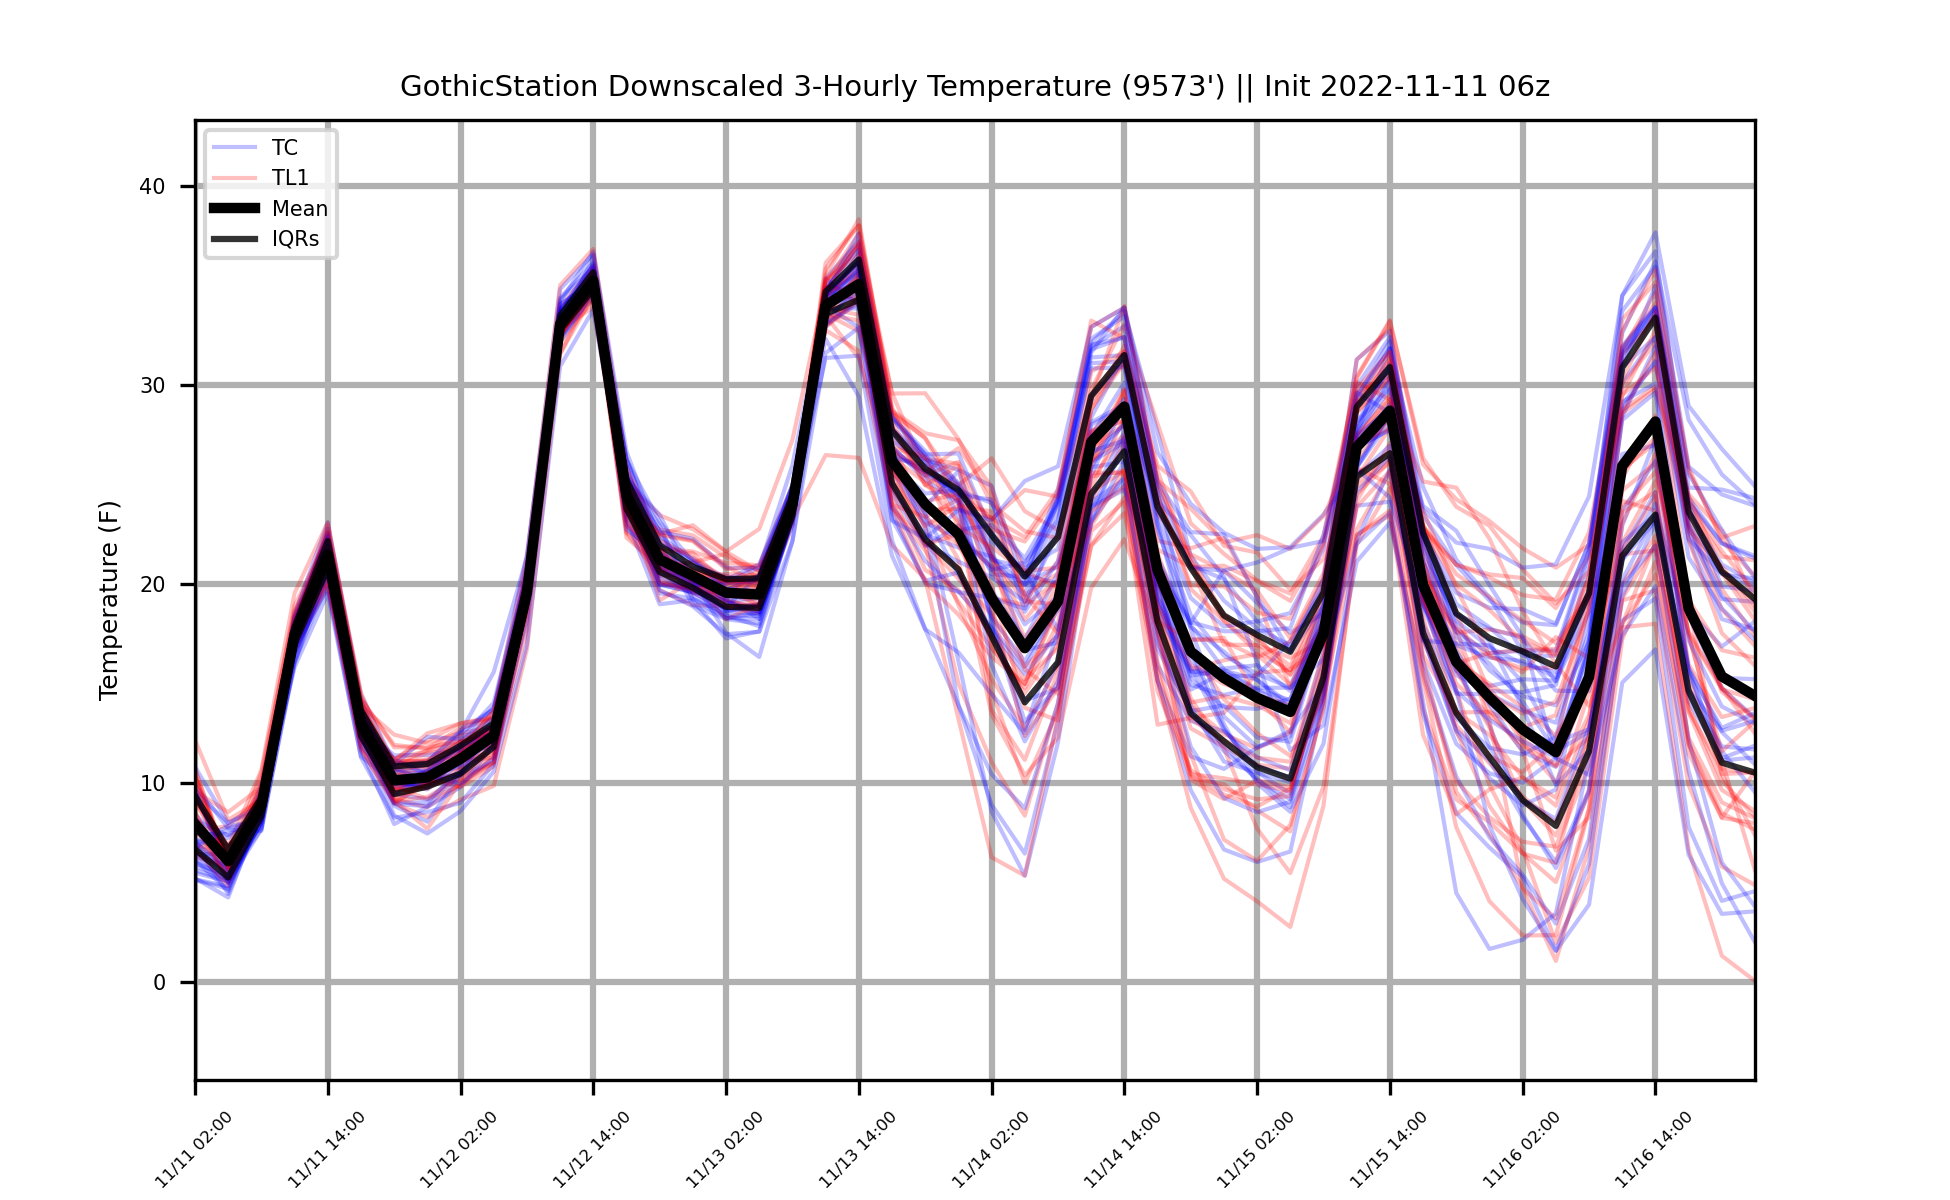 GothicStation Downscaled 3-Hourly Temperature (9573') || Init 2022-11-11 06z
TC
TL1
Mean
IQRs
Temperature (F)
40
30
20
10
0
11/11 02:00
11/11 14:00
11/12 02:00
11/12 14:00
11/13 02:00
11/13 14:00
11/14 02:00
11/14 14:00
11/15 02:00
11/15 14:00
11/16 02:00
11/16 14:00